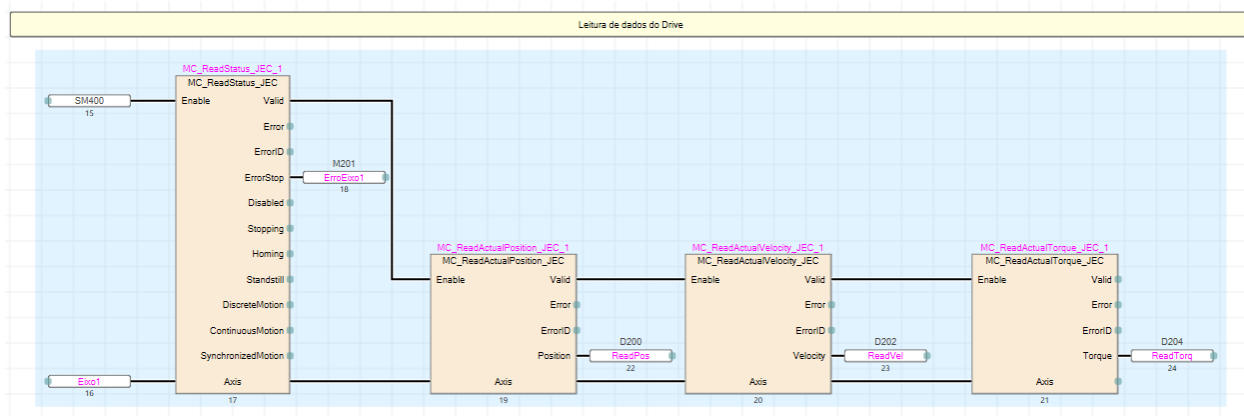 Leitura de dados do Drive
MC_ReadStatus_JEC_1
MC_ReadStatus_JEC
SM400
15
Enable
Valid
Error
ErrorID
ErrorStop
M201
ErroEixo1
18
Disabled
Stopping
Homing
Standstill
DiscreteMotion
ContinuousMotion
SynchronizedMotion
Eixo1
16
Axis
17
MC_ReadActualPosition_JEC_1
MC_ReadActualPosition_JEC
Enable
Valid
Error
ErrorID
Position
D200
ReadPos
22
Axis
19
MC_ReadActualVelocity_JEC_1
MC_ReadActualVelocity_JEC
Enable
Valid
Error
ErrorID
Velocity
D202
ReadVel
23
Axis
20
MC_ReadActualTorque_JEC_1
MC_ReadActualTorque_JEC
Enable
Valid
Error
ErrorID
Torque
D204
ReadTorq
24
Axis
21